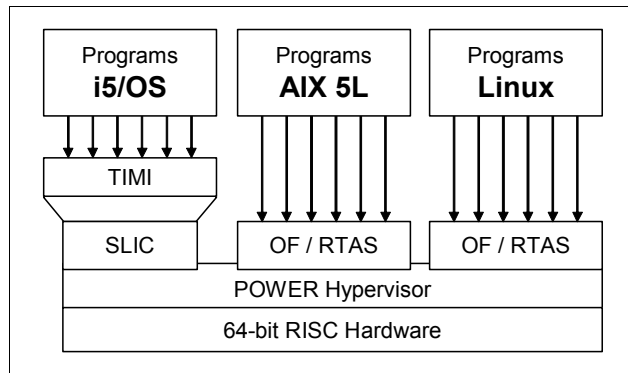 Programs
i5/OS
Programs
AIX 5L
Programs
Linux
TIMI
SLIC
OF / RTAS
OF / RTAS
POWER Hypervisor
64-bit RISC Hardware